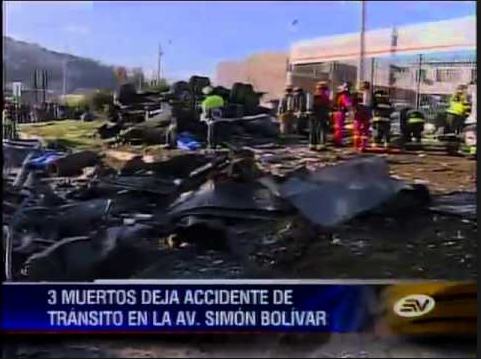 3 MUERTOS DEJA ACCIDENTE DE
TRÁNSITO EN LA AV. SIMÓN BOLÍVAR